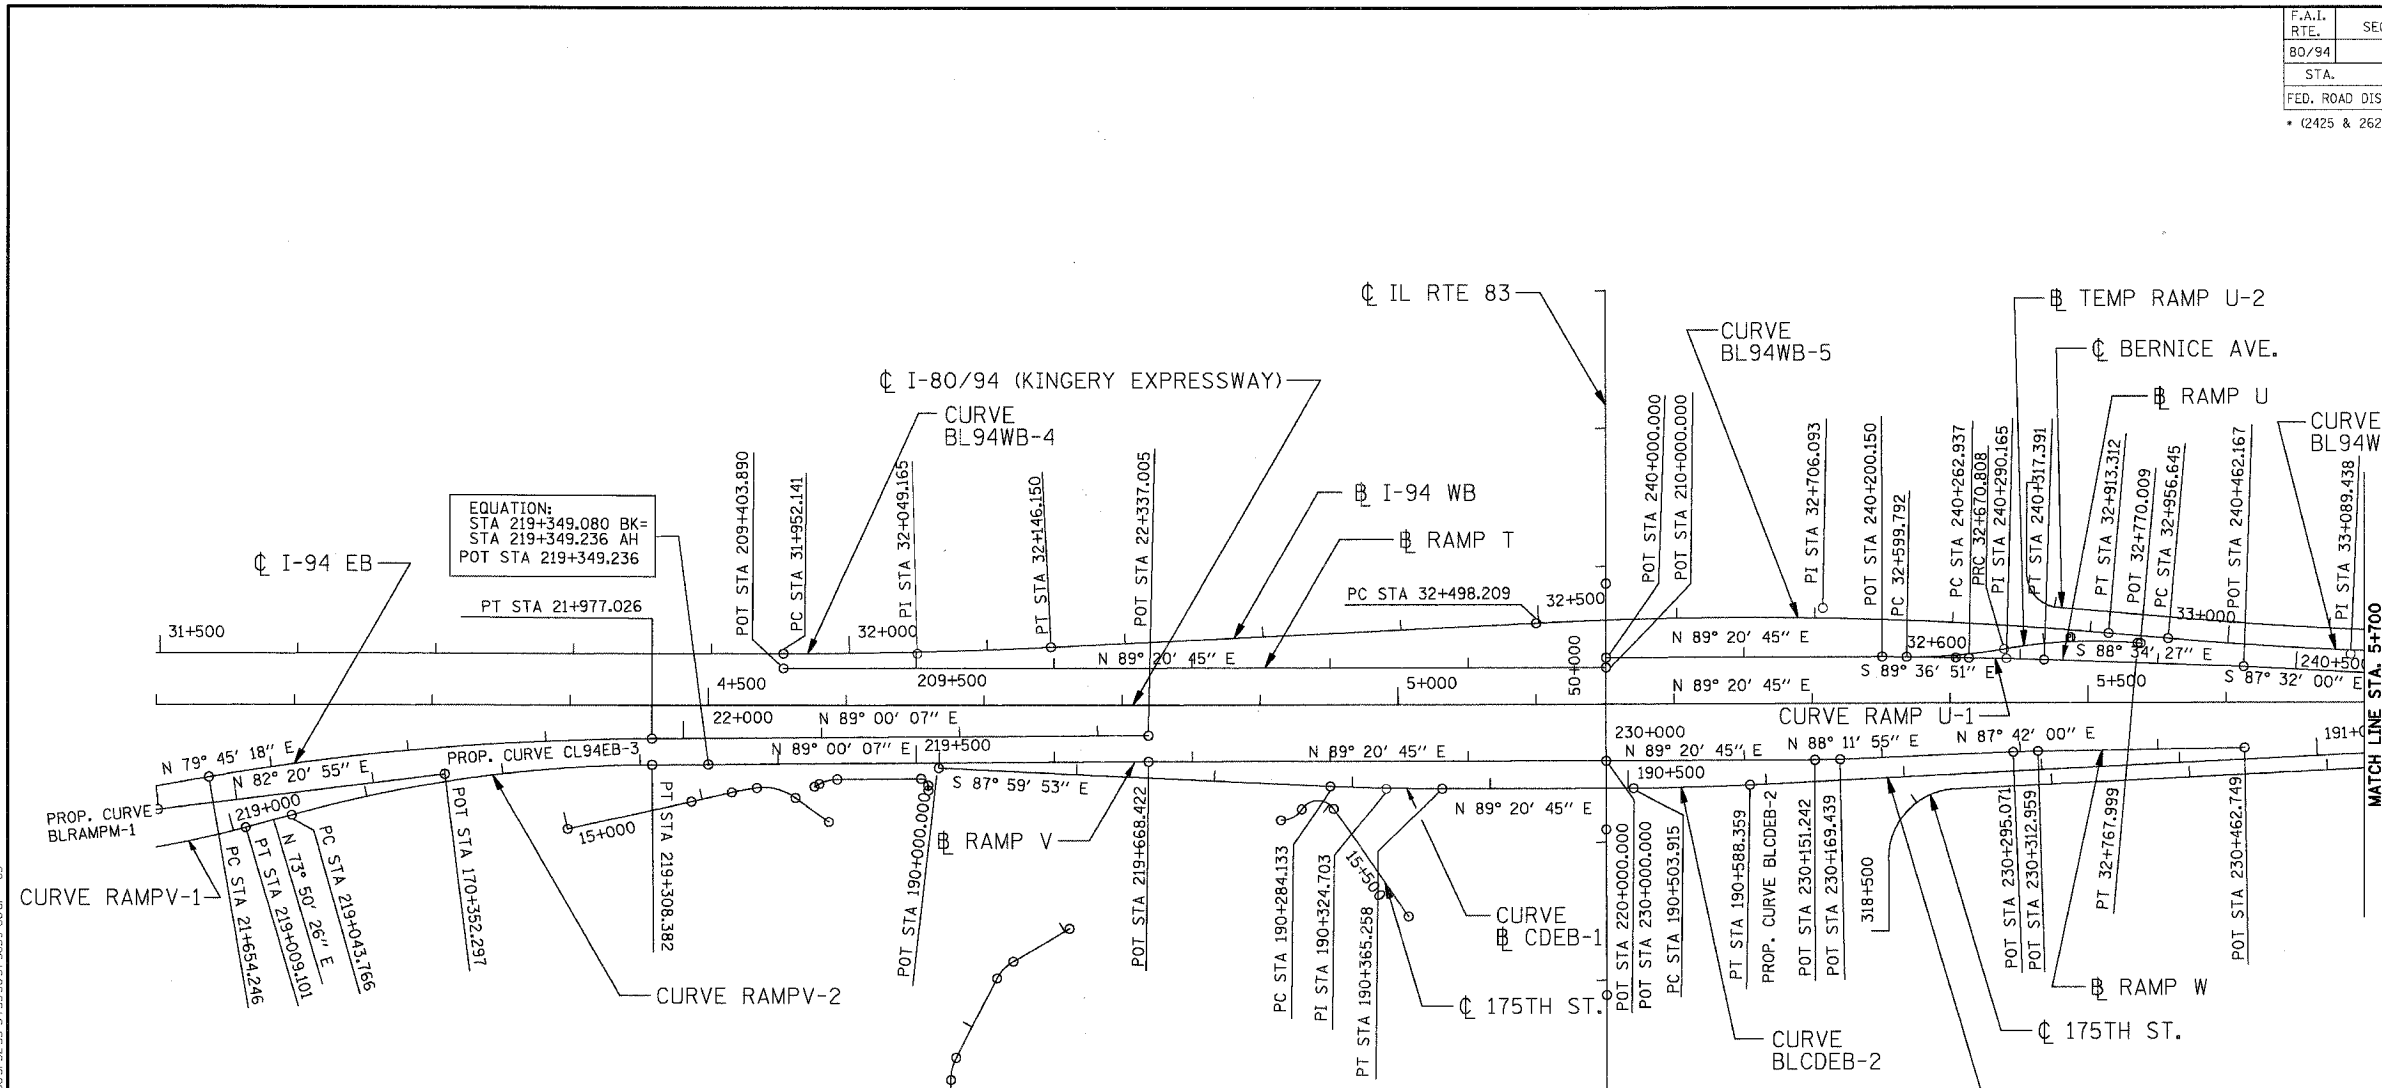 F.A.I.
RTE.
80/94
STA.
FED. ROAD DIS
* (2425 & 262
℄ IL RTE 83
CURVE
BL94WB-5
B̵L TEMP RAMP U-2
℄ BERNICE AVE.
B̵L RAMP U
CURVE
BL94W
℄ I-80/94 (KINGERY EXPRESSWAY)
CURVE
BL94WB-4
B̵L I-94 WB
B̵L RAMP T
EQUATION:
STA 219+349.080 BK=
STA 219+349.236 AH
POT STA 219+349.236
℄ I-94 EB
PT STA 21+977.026
POT STA 209+403.890
PC STA 31+952.141
PI STA 32+049.165
PT STA 32+146.150
POT STA 22+337.005
PC STA 32+498.209
POT STA 240+000.000
POT STA 210+000.000
PI STA 32+706.093
POT STA 240+200.150
PC 32+599.792
PC STA 240+262.937
PRC 32+670.808
PI STA 240+290.165
PT STA 240+317.391
PT STA 32+913.312
POT 32+770.009
PC STA 32+956.645
POT STA 240+462.167
PI STA 33+089.438
31+500
32+000
32+500
33+000
N 89° 20' 45" E
N 89° 20' 45" E
32+600
S 88° 34' 27" E
S 89° 36' 51" E
240+500
S 87° 32' 00" E
4+500
209+500
5+000
50+000
N 89° 20' 45" E
5+500
MATCH LINE STA. 5+700
22+000
N 89° 00' 07" E
CURVE RAMP U-1
N 79° 45' 18" E
PROP. CURVE CL94EB-3
N 89° 00' 07" E
219+500
N 89° 20' 45" E
230+000
N 89° 20' 45" E
N 88° 11' 55" E
N 87° 42' 00" E
191+0
N 82° 20' 55" E
S 87° 59' 53" E
190+500
PROP. CURVE
BLRAMPM-1
219+000
15+000
N 89° 20' 45" E
CURVE RAMPV-1
PC STA 21+654.246
PT STA 219+009.101
N 73° 50' 26" E
PC STA 219+043.766
POT STA 170+352.297
PT STA 219+308.382
POT STA 190+000.000
B̵L RAMP V
POT STA 219+668.422
PC STA 190+284.133
PI STA 190+324.703
PT STA 190+365.258
15+500
CURVE
B̵L CDEB-1
POT STA 220+000.000
POT STA 230+000.000
PC STA 190+503.915
PT STA 190+588.359
PROP. CURVE BLCDEB-2
POT STA 230+151.242
POT STA 230+169.439
318+500
POT STA 230+295.071
POT STA 230+312.959
PT 32+767.999
POT STA 230+462.749
CURVE RAMPV-2
℄ 175TH ST.
B̵L RAMP W
℄ 175TH ST.
CURVE
BLCDEB-2